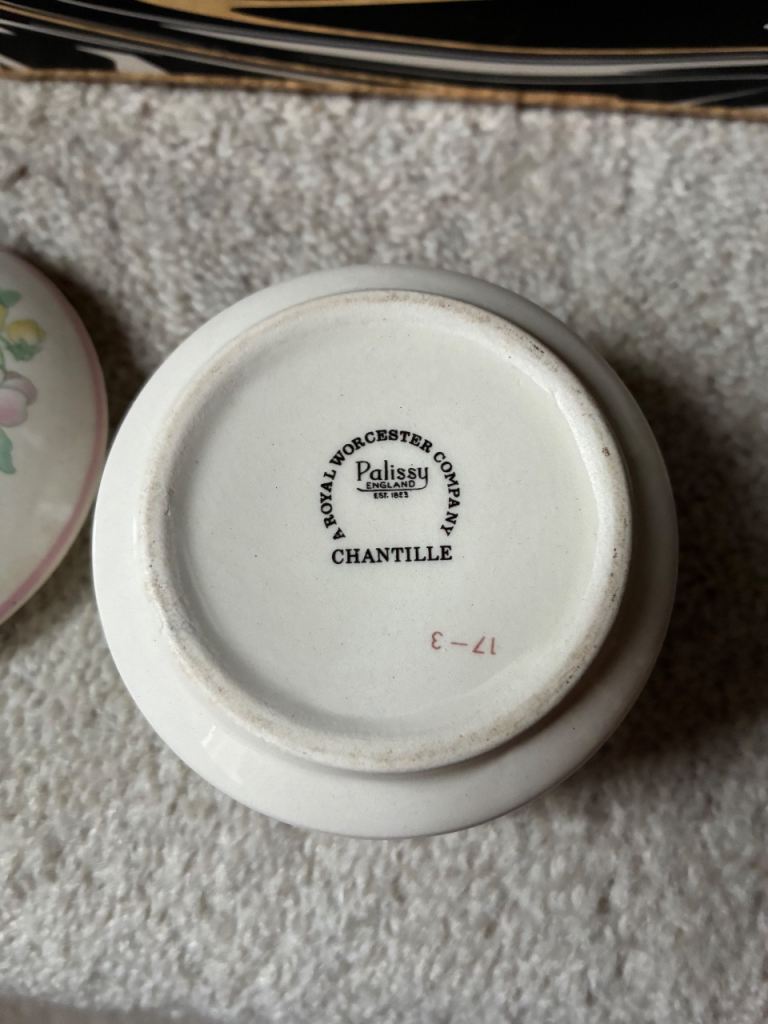 A ROYAL WORCESTER COMPANY
Palissy
ENGLAND
EST. 1853
CHANTILLE
17-3